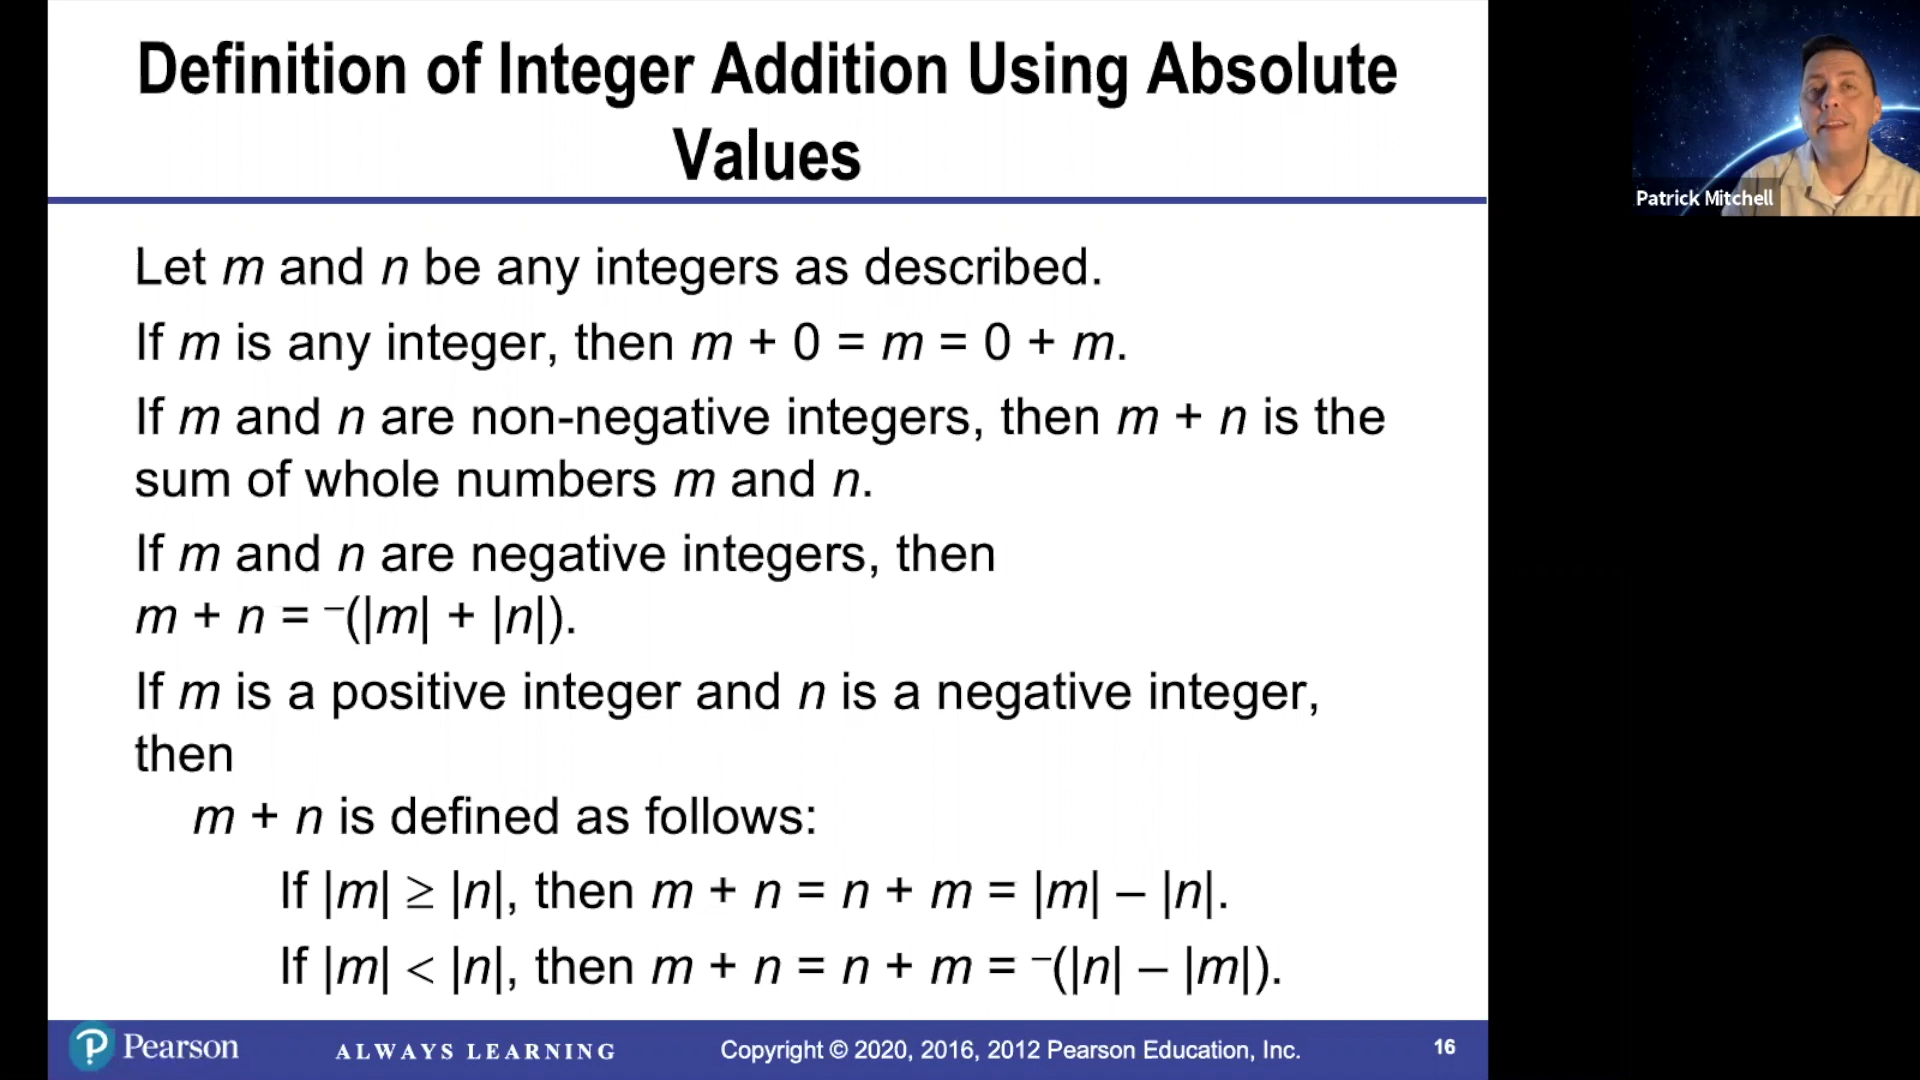 Definition of Integer Addition Using Absolute
Values
Patrick Mitchell
Let m and n be any integers as described.
If m is any integer, then m + 0 = m = 0 + m.
If m and n are non-negative integers, then m + n is the
sum of whole numbers m and n.
If m and n are negative integers, then
m + n = ⁻(|m| + |n|).
If m is a positive integer and n is a negative integer,
then
m + n is defined as follows:
If |m| ≥ |n|, then m + n = n + m = |m| – |n|.
If |m| < |n|, then m + n = n + m = ⁻(|n| – |m|).
Pearson
ALWAYS LEARNING
Copyright © 2020, 2016, 2012 Pearson Education, Inc.
16